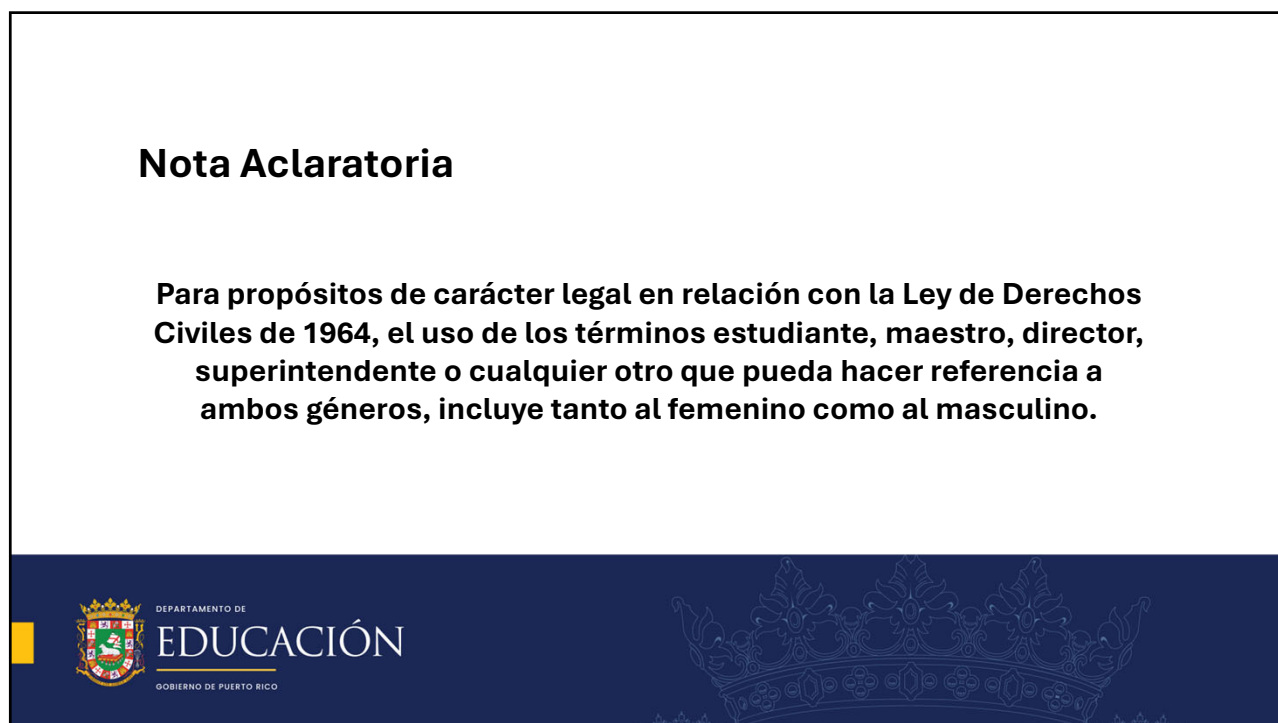 Nota Aclaratoria
Para propósitos de carácter legal en relación con la Ley de Derechos
Civiles de 1964, el uso de los términos estudiante, maestro, director,
superintendente o cualquier otro que pueda hacer referencia a
ambos géneros, incluye tanto al femenino como al masculino.
DEPARTAMENTO DE
EDUCACIÓN
GOBIERNO DE PUERTO RICO